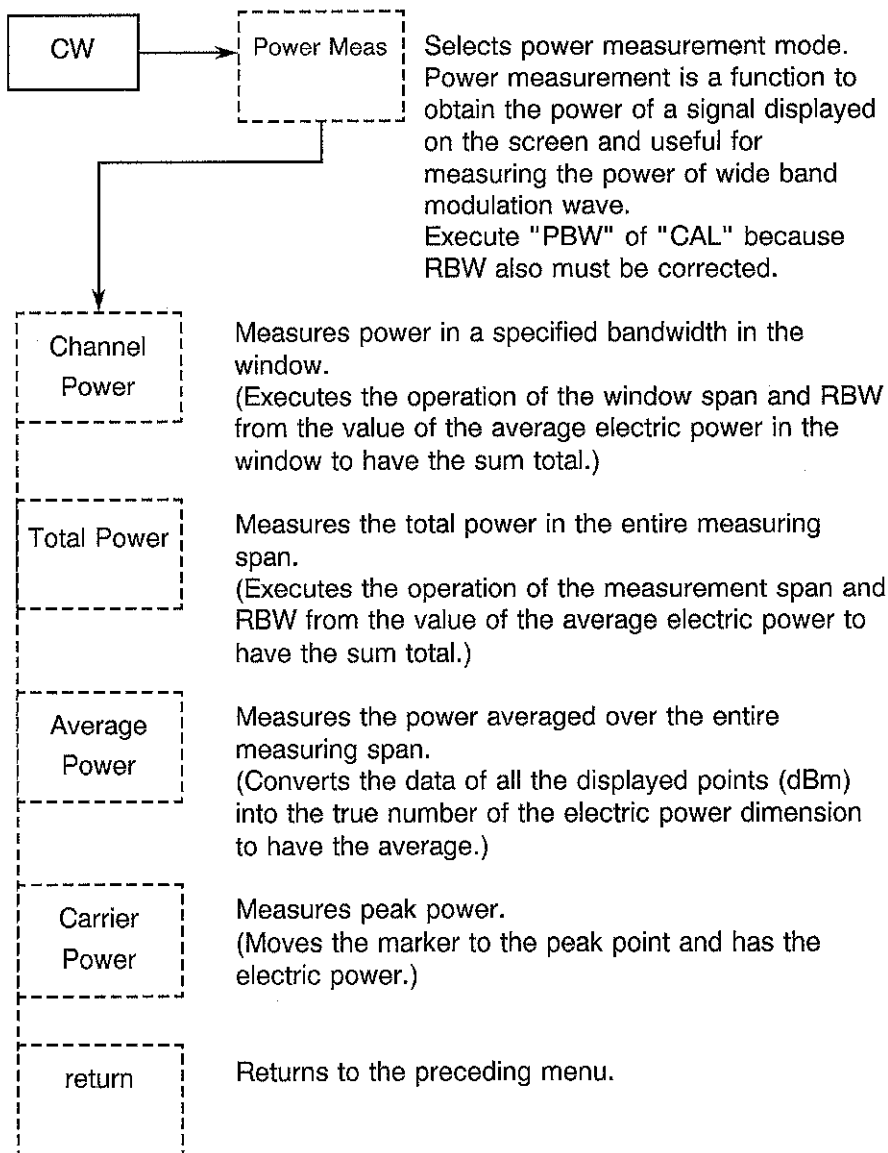 CW
Power Meas
Selects power measurement mode.
Power measurement is a function to
obtain the power of a signal displayed
on the screen and useful for
measuring the power of wide band
modulation wave.
Execute "PBW" of "CAL" because
RBW also must be corrected.
Channel
Power
Measures power in a specified bandwidth in the
window.
(Executes the operation of the window span and RBW
from the value of the average electric power in the
window to have the sum total.)
Total Power
Measures the total power in the entire measuring
span.
(Executes the operation of the measurement span and
RBW from the value of the average electric power to
have the sum total.)
Average
Power
Measures the power averaged over the entire
measuring span.
(Converts the data of all the displayed points (dBm)
into the true number of the electric power dimension
to have the average.)
Carrier
Power
Measures peak power.
(Moves the marker to the peak point and has the
electric power.)
return
Returns to the preceding menu.